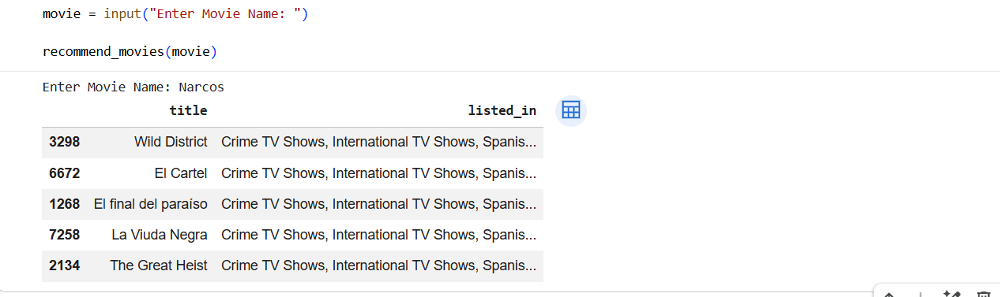 movie = input("Enter Movie Name: ")
recommend_movies(movie)
Enter Movie Name: Narcos
title listed_in
3298 Wild District Crime TV Shows, International TV Shows, Spanis...
6672 El Cartel Crime TV Shows, International TV Shows, Spanis...
1268 El final del paraíso Crime TV Shows, International TV Shows, Spanis...
7258 La Viuda Negra Crime TV Shows, International TV Shows, Spanis...
2134 The Great Heist Crime TV Shows, International TV Shows, Spanis...